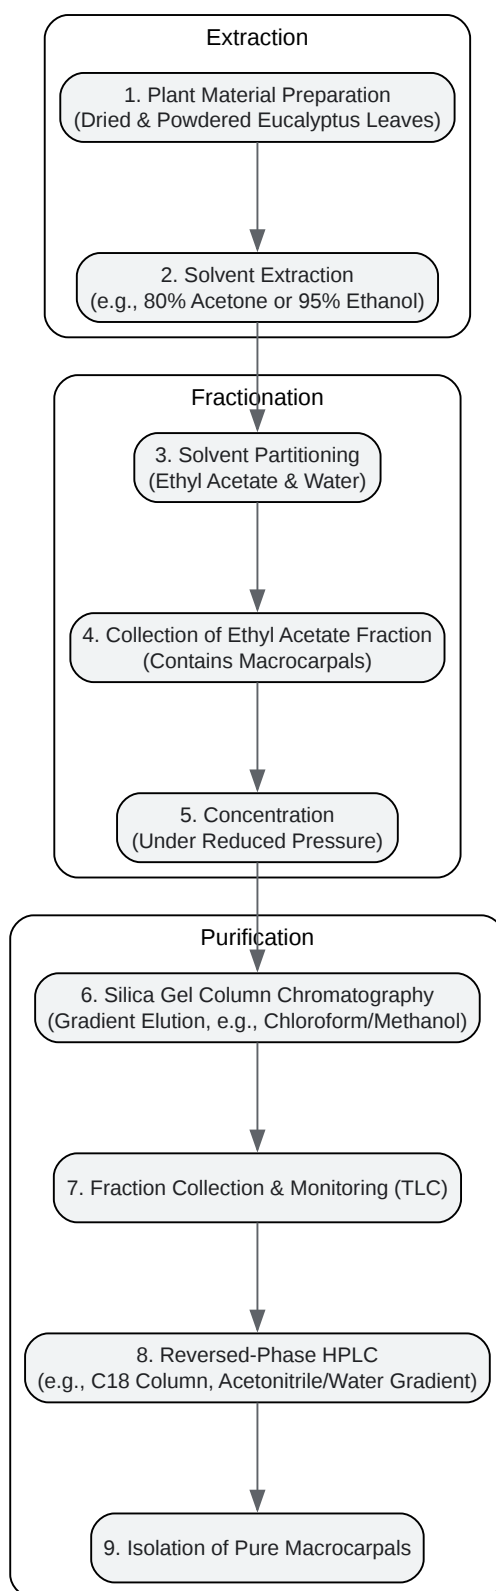 Extraction
1. Plant Material Preparation
(Dried & Powdered Eucalyptus Leaves)
2. Solvent Extraction
(e.g., 80% Acetone or 95% Ethanol)
Fractionation
3. Solvent Partitioning
(Ethyl Acetate & Water)
4. Collection of Ethyl Acetate Fraction
(Contains Macrocarpals)
5. Concentration
(Under Reduced Pressure)
Purification
6. Silica Gel Column Chromatography
(Gradient Elution, e.g., Chloroform/Methanol)
7. Fraction Collection & Monitoring (TLC)
8. Reversed-Phase HPLC
(e.g., C18 Column, Acetonitrile/Water Gradient)
9. Isolation of Pure Macrocarpals